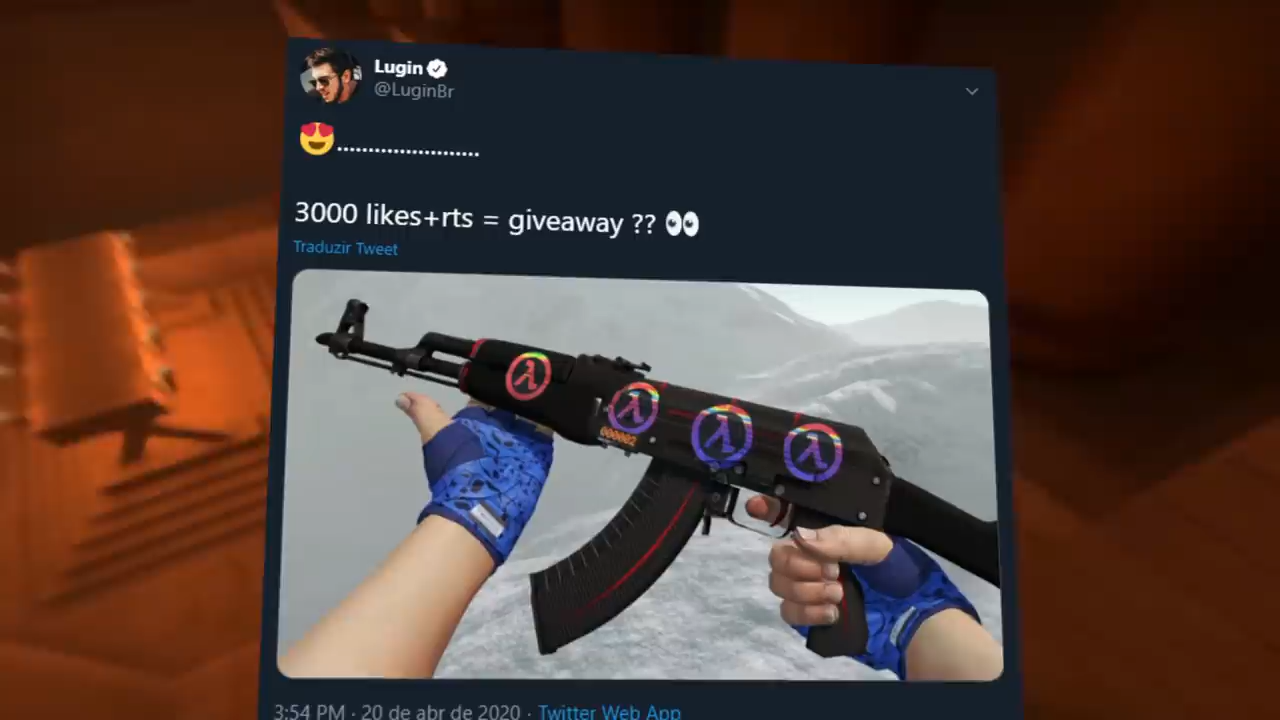 Lugin
@LuginBr
😍.......................
3000 likes+rts = giveaway ?? 👀
Traduzir Tweet
000002
3:54 PM · 20 de abr de 2020 · Twitter Web App